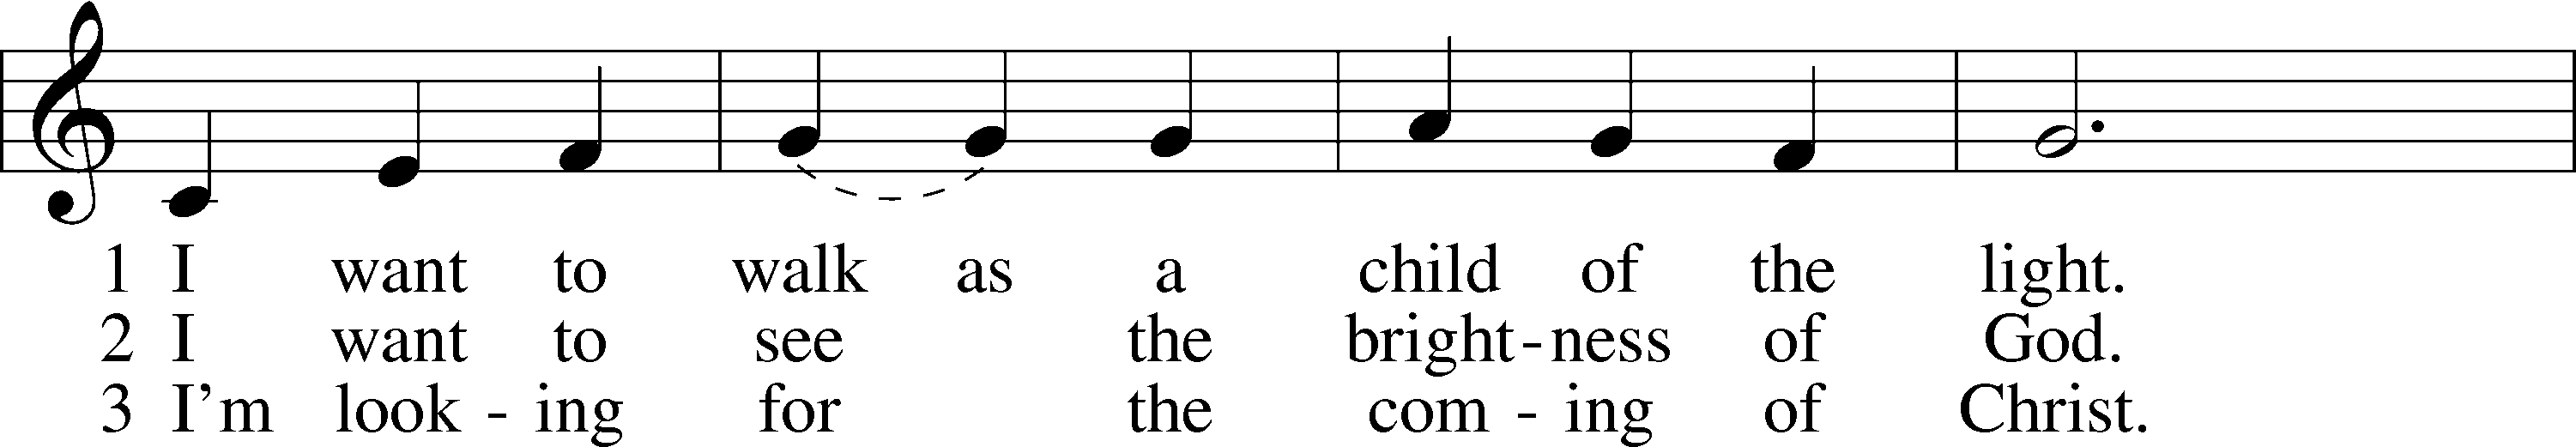 1 I want to walk as a child of the light.
2 I want to see the bright-ness of God.
3 I'm look - ing for the com - ing of Christ.